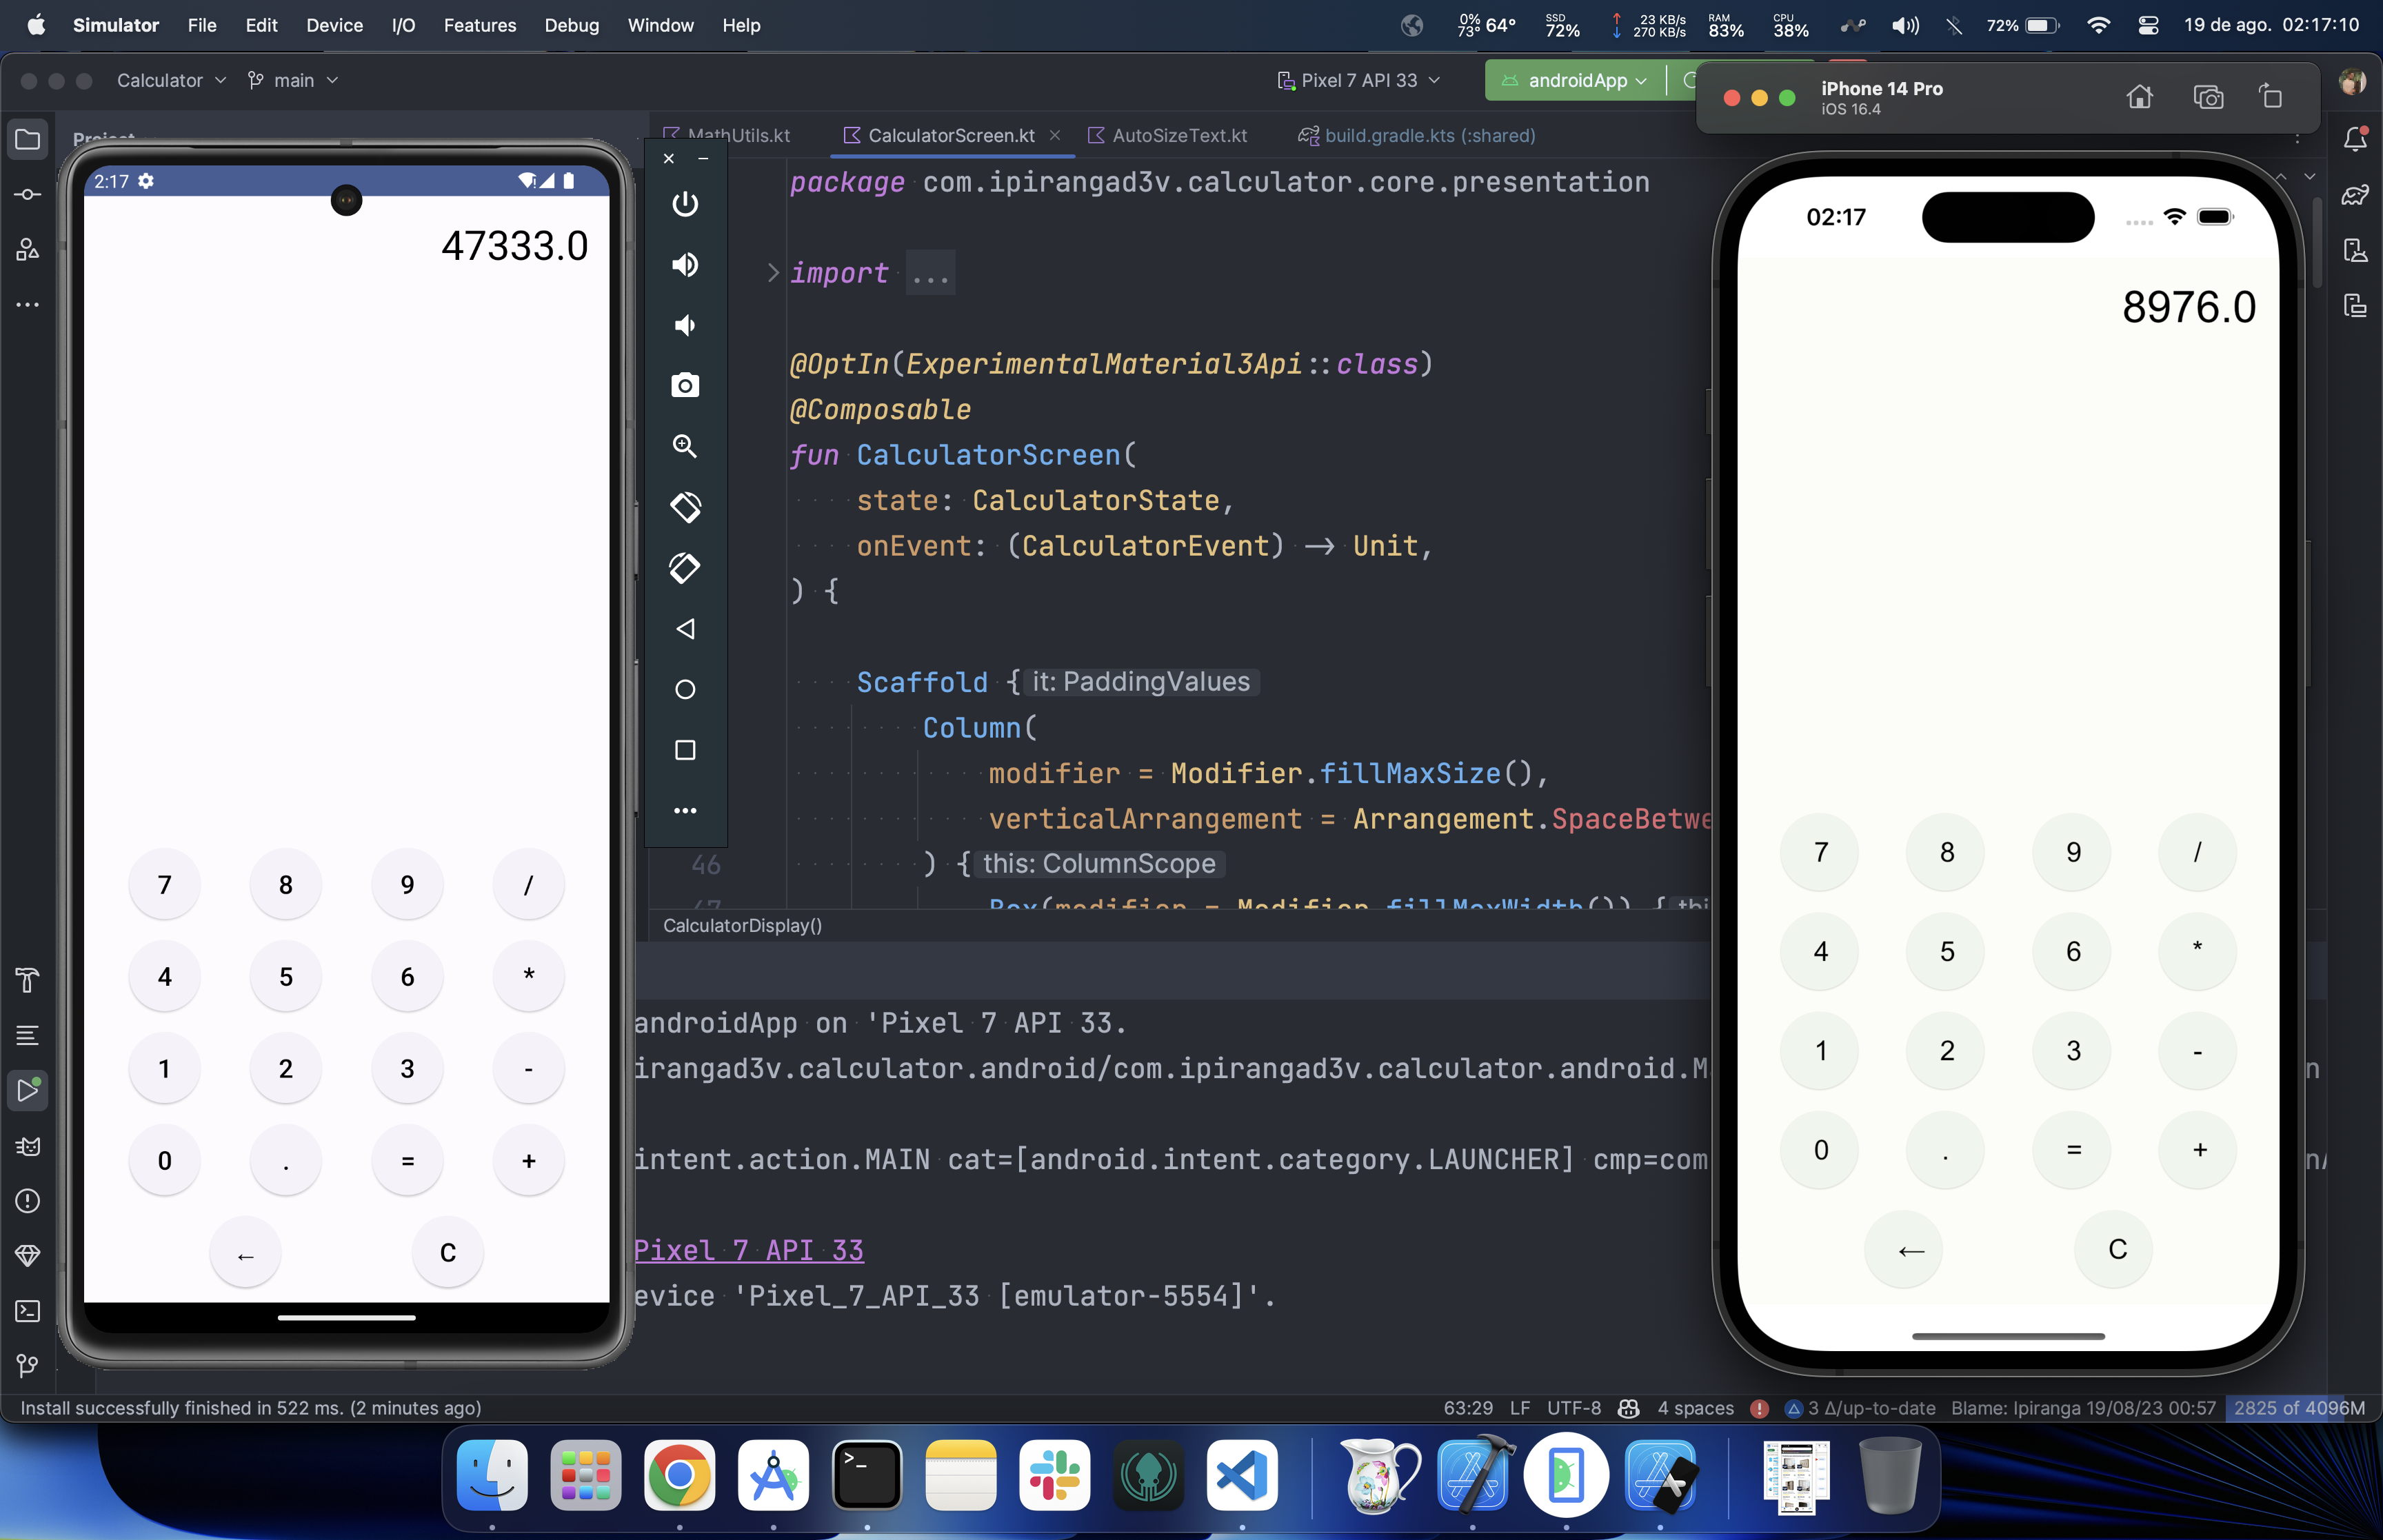 Simulator File Edit Device I/O Features Debug Window Help
0% 73° 64° SSD 72% 23 KB/s 270 KB/s RAM 83% CPU 38% 72% 19 de ago. 02:17:10
Calculator main Pixel 7 API 33 androidApp
iPhone 14 Pro
iOS 16.4
Project MathUtils.kt CalculatorScreen.kt AutoSizeText.kt build.gradle.kts (:shared)
2:17
47333.0
7 8 9 /
4 5 6 *
1 2 3 -
0 . = +
← C
package com.ipirangad3v.calculator.core.presentation
import ...
@OptIn(ExperimentalMaterial3Api::class)
@Composable
fun CalculatorScreen(
state: CalculatorState,
onEvent: (CalculatorEvent) → Unit,
) {
Scaffold { it: PaddingValues
Column(
modifier = Modifier.fillMaxSize(),
verticalArrangement = Arrangement.SpaceBetwe
46 ) { this: ColumnScope
47 Box(modifier = Modifier.fillMaxWidth()) { thi
CalculatorDisplay()
androidApp on 'Pixel 7 API 33.
irangad3v.calculator.android/com.ipirangad3v.calculator.android.M
intent.action.MAIN cat=[android.intent.category.LAUNCHER] cmp=com
Pixel 7 API 33
evice 'Pixel_7_API_33 [emulator-5554]'.
02:17
8976.0
7 8 9 /
4 5 6 *
1 2 3 -
0 . = +
← C
Install successfully finished in 522 ms. (2 minutes ago) 63:29 LF UTF-8 4 spaces 3 Δ/up-to-date Blame: Ipiranga 19/08/23 00:57 2825 of 4096M